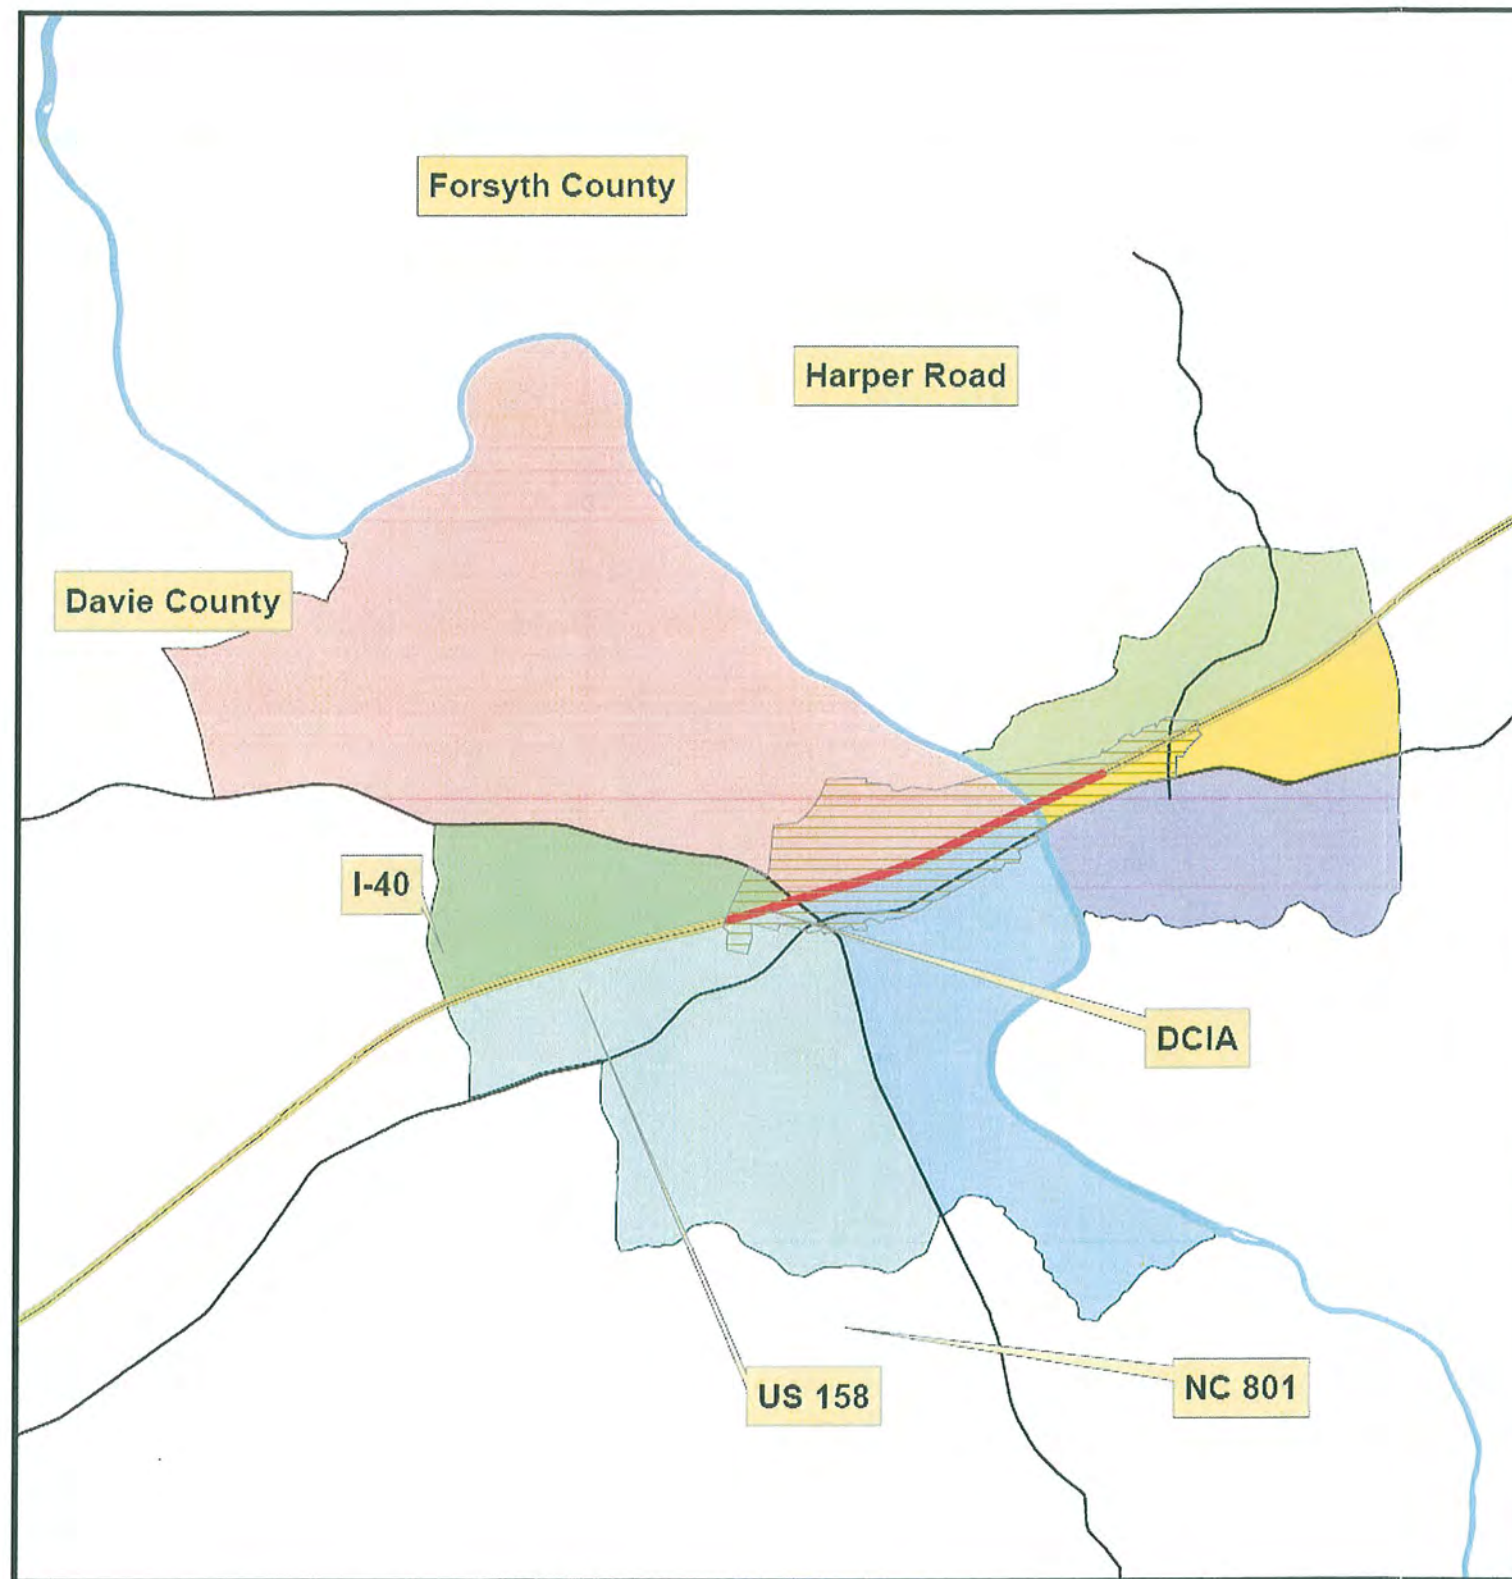 Forsyth County
Harper Road
Davie County
I-40
DCIA
US 158
NC 801